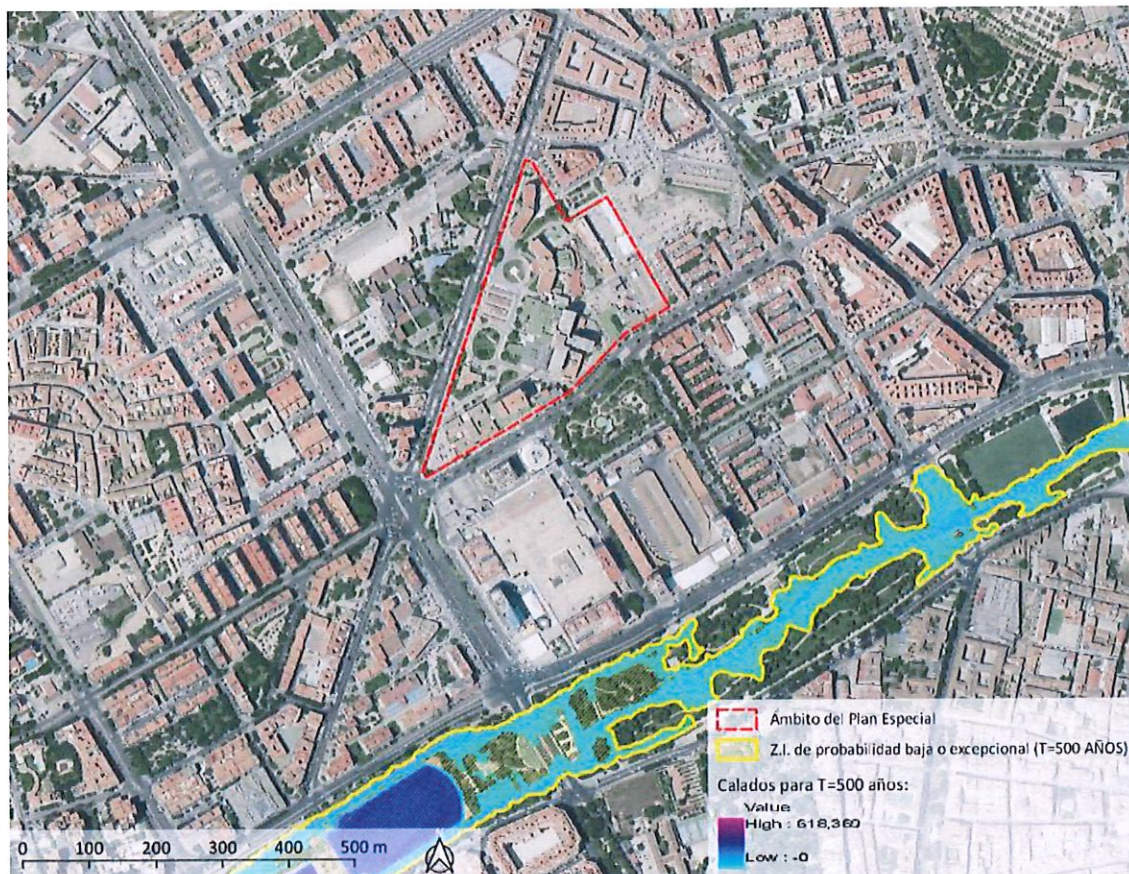 Ámbito del Plan Especial
Z.I. de probabilidad baja o excepcional (T=500 AÑOS)
Calados para T=500 años:
Value
High : 618,360
Low : -0
0 100 200 300 400 500 m